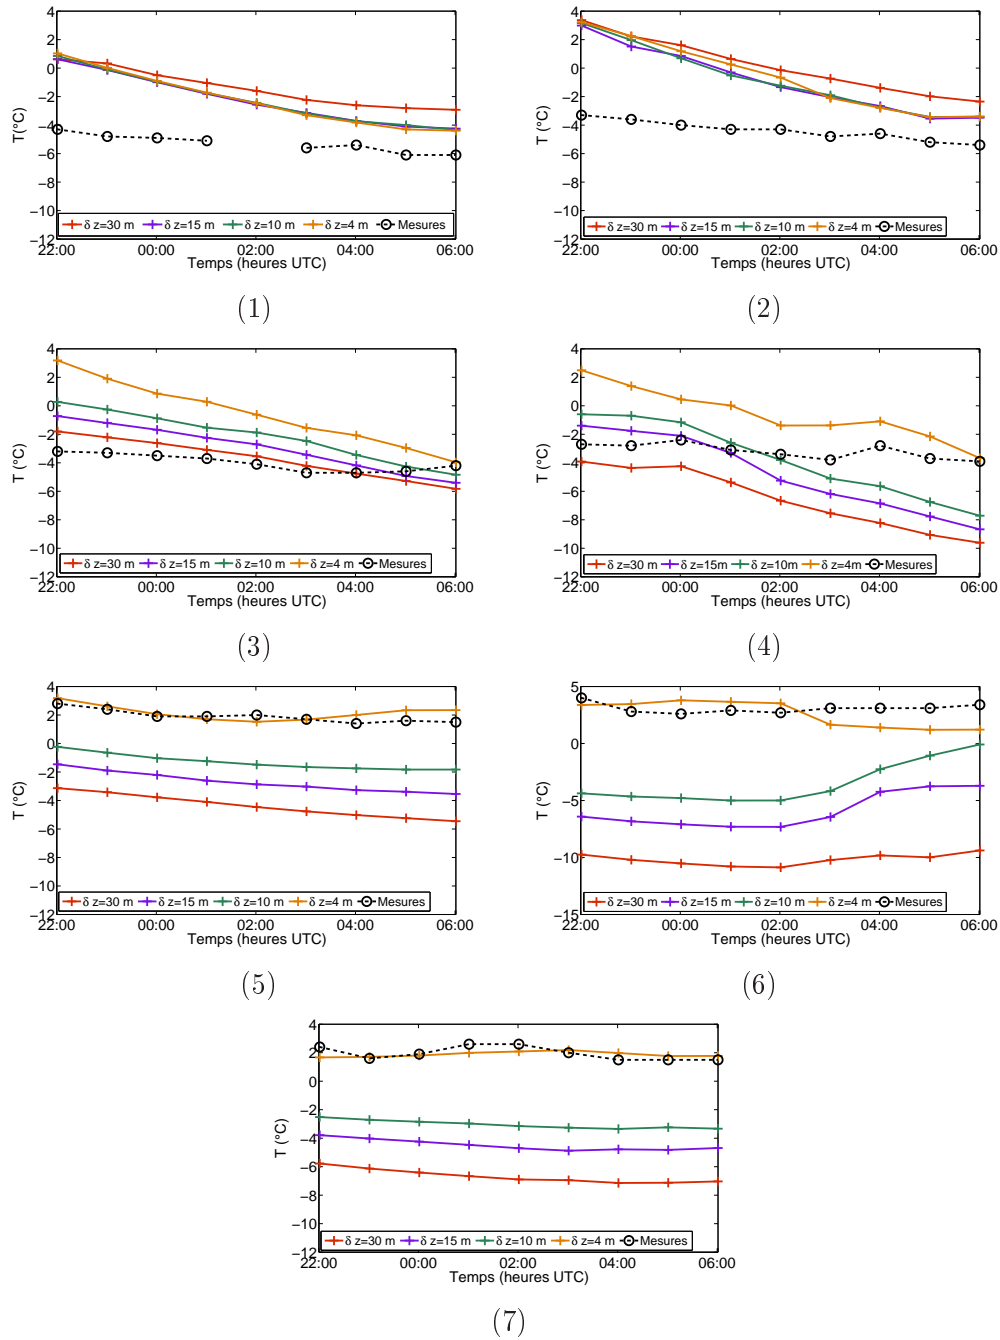 4
2
0
−2
−4
−6
−8
−10
−12
T(°C)
δ z=30 m δ z=15 m δ z=10 m δ z=4 m Mesures
22:00 00:00 02:00 04:00 06:00
Temps (heures UTC)
(1)
4
2
0
−2
−4
−6
−8
−10
−12
T (°C)
δ z=30 m δ z=15 m δ z=10 m δ z=4 m Mesures
22:00 00:00 02:00 04:00 06:00
Temps (heures UTC)
(2)
4
2
0
−2
−4
−6
−8
−10
−12
T (°C)
δ z=30 m δ z=15 m δ z=10 m δ z=4 m Mesures
22:00 00:00 02:00 04:00 06:00
Temps (heures UTC)
(3)
4
2
0
−2
−4
−6
−8
−10
−12
T (°C)
δ z=30 m δ z=15m δ z=10m δ z=4m Mesures
22:00 00:00 02:00 04:00 06:00
Temps (heures UTC)
(4)
4
2
0
−2
−4
−6
−8
−10
−12
T (°C)
δ z=30 m δ z=15 m δ z=10 m δ z=4 m Mesures
22:00 00:00 02:00 04:00 06:00
Temps (heures UTC)
(5)
5
0
−5
−10
−15
T (°C)
δ z=30 m δ z=15 m δ z=10 m δ z=4 m Mesures
22:00 00:00 02:00 04:00 06:00
Temps (heures UTC)
(6)
4
2
0
−2
−4
−6
−8
−10
−12
T (°C)
δ z=30 m δ z=15 m δ z=10 m δ z=4 m Mesures
22:00 00:00 02:00 04:00 06:00
Temps (heures UTC)
(7)